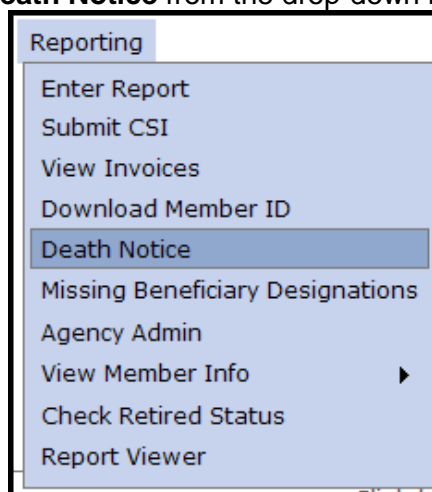 Death Notice from the drop-down
Reporting
Enter Report
Submit CSI
View Invoices
Download Member ID
Death Notice
Missing Beneficiary Designations
Agency Admin
View Member Info
Check Retired Status
Report Viewer